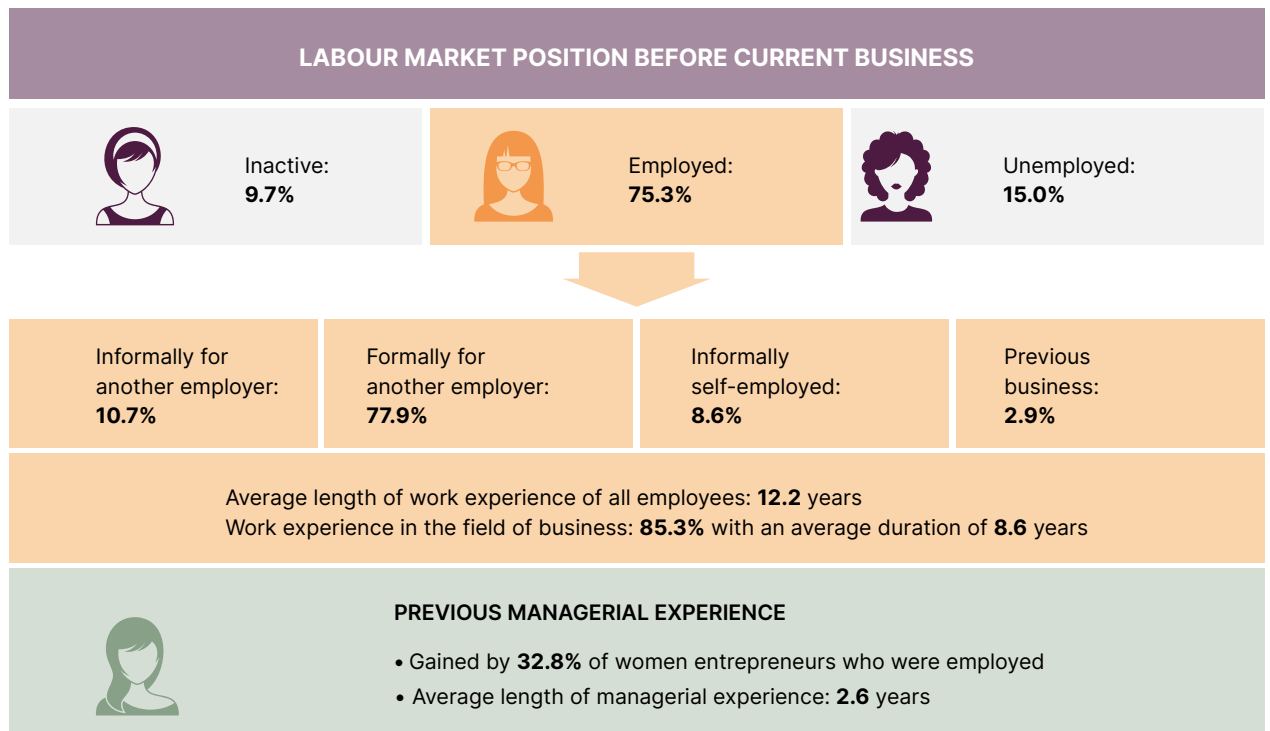 LABOUR MARKET POSITION BEFORE CURRENT BUSINESS
Inactive:
9.7%
Employed:
75.3%
Unemployed:
15.0%
Informally for
another employer:
10.7%
Formally for
another employer:
77.9%
Informally
self-employed:
8.6%
Previous
business:
2.9%
Average length of work experience of all employees: 12.2 years
Work experience in the field of business: 85.3% with an average duration of 8.6 years
PREVIOUS MANAGERIAL EXPERIENCE
• Gained by 32.8% of women entrepreneurs who were employed
• Average length of managerial experience: 2.6 years